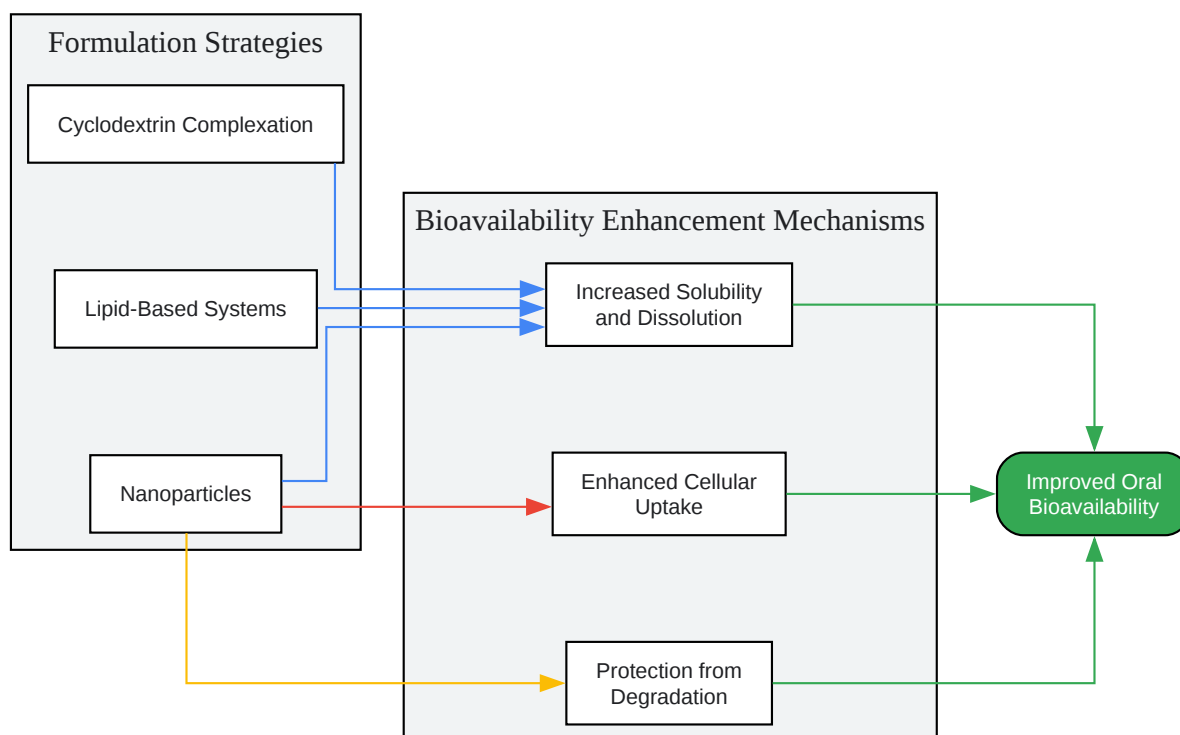 Formulation Strategies
Cyclodextrin Complexation
Lipid-Based Systems
Nanoparticles
Bioavailability Enhancement Mechanisms
Increased Solubility
and Dissolution
Enhanced Cellular
Uptake
Protection from
Degradation
Improved Oral
Bioavailability